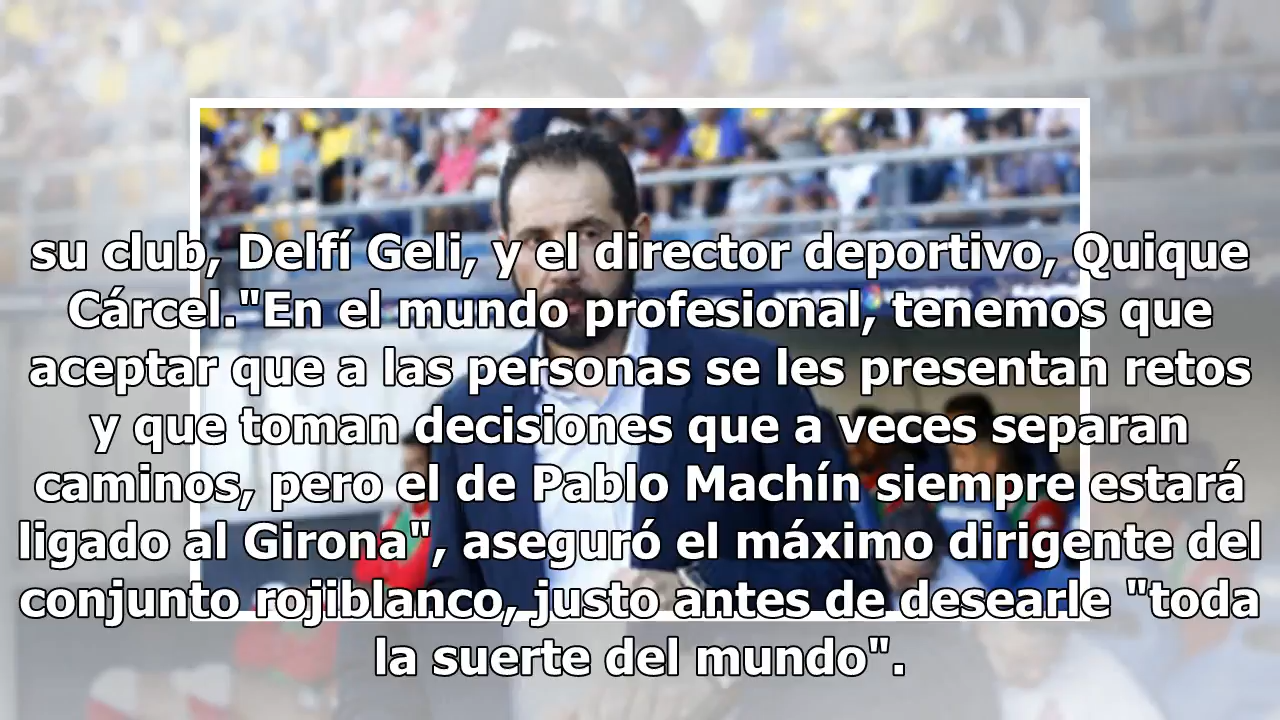 su club, Delfí Geli, y el director deportivo, Quique
Cárcel."En el mundo profesional, tenemos que
aceptar que a las personas se les presentan retos
y que toman decisiones que a veces separan
caminos, pero el de Pablo Machín siempre estará
ligado al Girona", aseguró el máximo dirigente del
conjunto rojiblanco, justo antes de desearle "toda
la suerte del mundo".